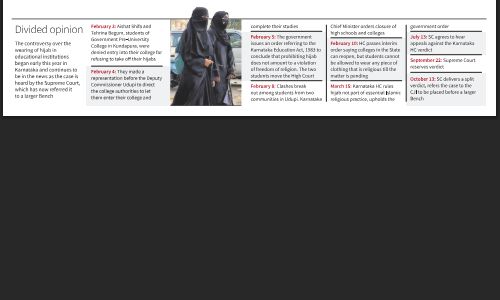 Divided opinion
The controversy over the
wearing of hijab in
educational institutions
began early this year in
Karnataka and continues to
be in the news as the case is
heard by the Supreme Court,
which has now referred it
to a larger Bench
February 3: Aishat Shifa and
Tehrina Begum, students of
Government Pre-University
College in Kundapura, were
denied entry into their college for
refusing to take off their hijabs.
February 4: They made a
representation before the Deputy
Commissioner Udupi to direct
the college authorities to let
them enter their college and
complete their studies
February 5: The government
issues an order referring to the
Karnataka Education Act, 1983 to
conclude that prohibiting hijab
does not amount to a violation
of freedom of religion. The two
students move the High Court
February 8: Clashes break
out among students from two
communities in Udupi. Karnataka
Chief Minister orders closure of
high schools and colleges
February 10: HC passes interim
order saying colleges in the State
can reopen, but students cannot
be allowed to wear any piece of
clothing that is religious till the
matter is pending
March 15: Karnataka HC rules
hijab not part of essential Islamic
religious practice, upholds the
government order
July 13: SC agrees to hear
appeals against the Karnataka
HC verdict
September 22: Supreme Court
reserves verdict
October 13: SC delivers a split
verdict, refers the case to the
CJI to be placed before a larger
Bench